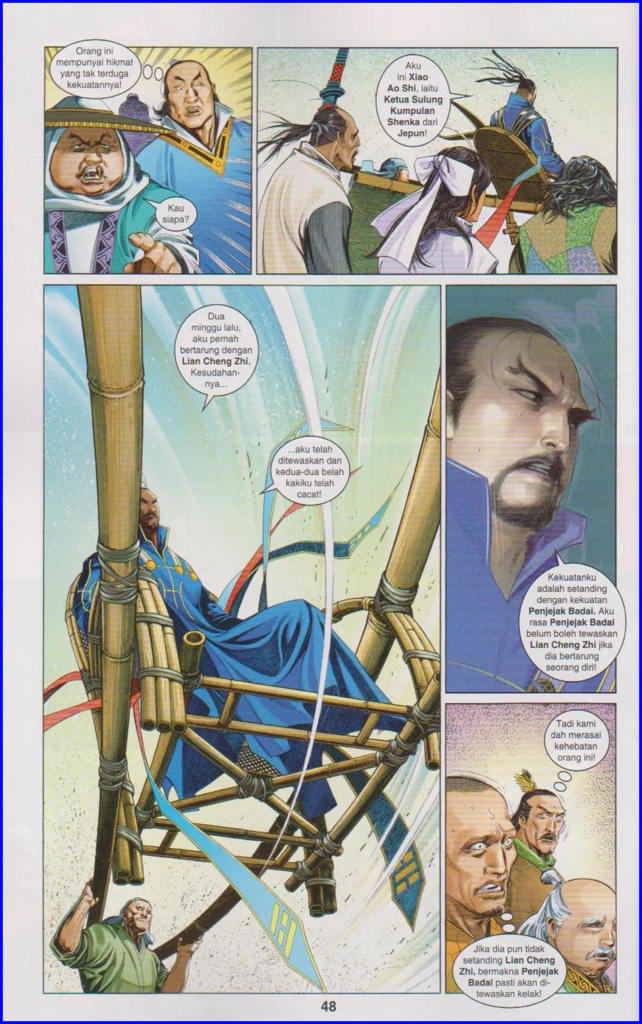 Orang ini
mempunyai hikmat
yang tak terduga
kekuatannya!
Kau
siapa?
Aku
ini Xiao
Ao Shi, iaitu
Ketua Sulung
Kumpulan
Shenka dari
Jepun!
Dua
minggu lalu,
aku pernah
bertarung dengan
Lian Cheng Zhi.
Kesudahan-
nya...
...aku telah
ditewaskan dan
kedua-dua belah
kakiku telah
cacat!
Kekuatanku
adalah setanding
dengan kekuatan
Penjejak Badai. Aku
rasa Penjejak Badai
belum boleh tewaskan
Lian Cheng Zhi jika
dia bertarung
seorang diri!
Tadi kami
dah merasai
kehebatan
orang ini!
Jika dia pun tidak
setanding Lian Cheng
Zhi, bermakna Penjejak
Badai pasti akan di-
tewaskan kelak!
48